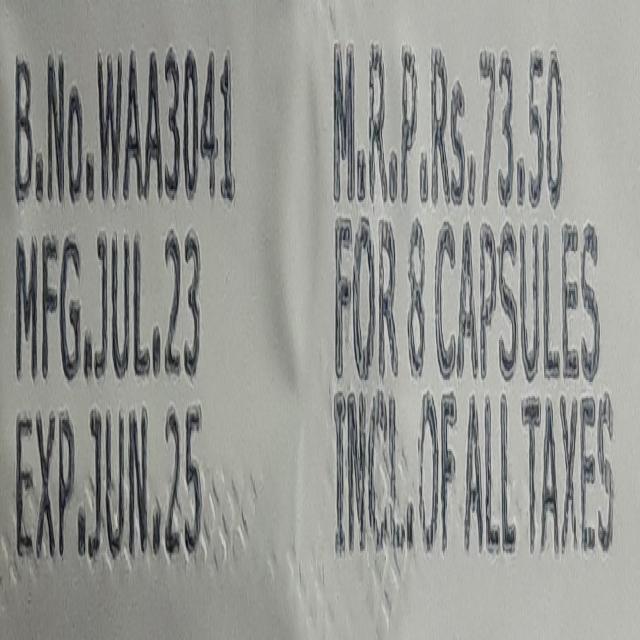 B.No.WAA3041
MFG.JUL.23
EXP.JUN.25
M.R.P.Rs.73.50
FOR 8 CAPSULES
INCL.OF ALL TAXES